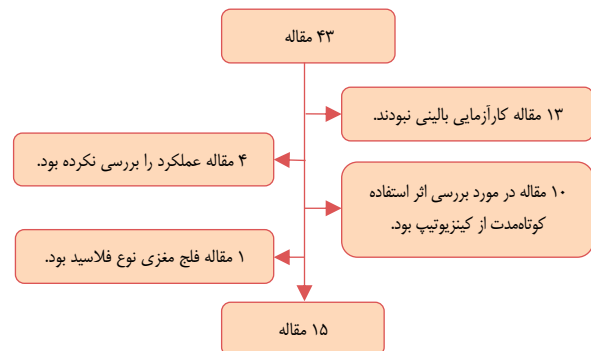 ۴۳ مقاله
۱۳ مقاله کارآزمایی بالینی نبودند.
۴ مقاله عملکرد را بررسی نکرده بود.
۱۰ مقاله در مورد بررسی اثر استفاده
کوتاه‌مدت از کینزیوتیپ بود.
۱ مقاله فلج مغزی نوع فلاسید بود.
۱۵ مقاله